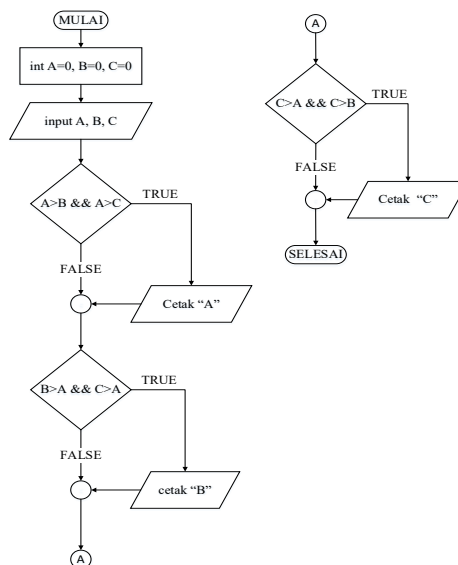 MULAI
int A=0, B=0, C=0
input A, B, C
A>B && A>C
TRUE
FALSE
Cetak “A”
B>A && C>A
TRUE
FALSE
cetak “B”
A
A
C>A && C>B
TRUE
FALSE
Cetak “C”
SELESAI